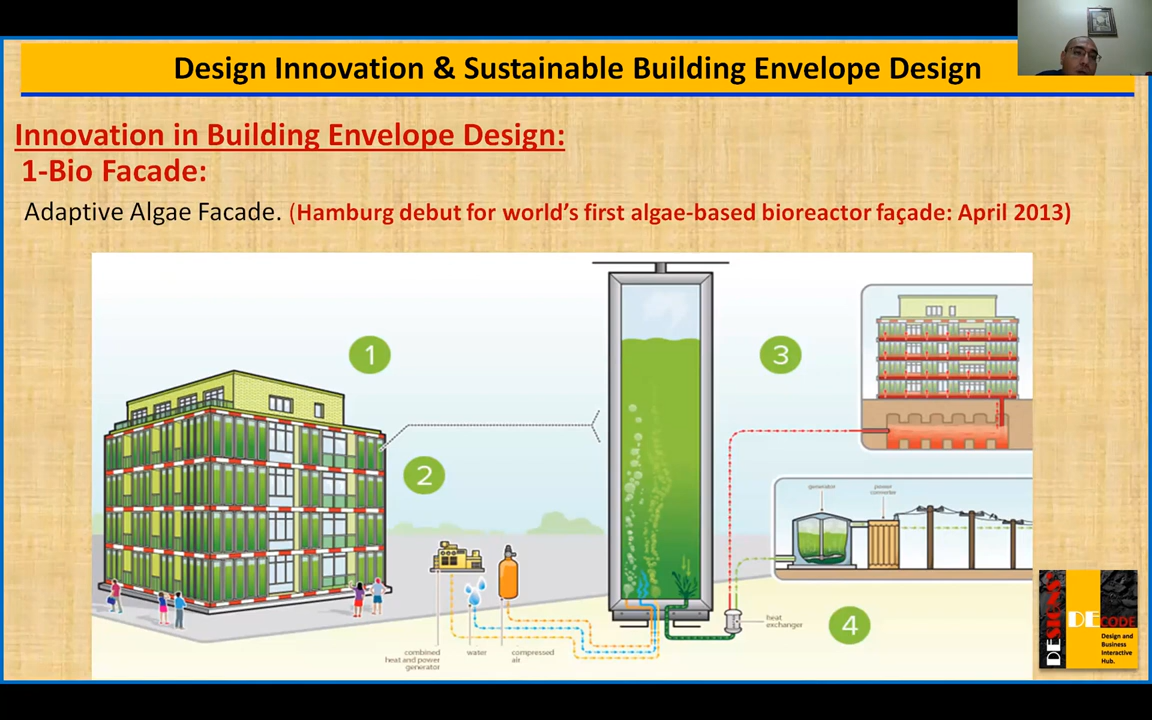 Design Innovation & Sustainable Building Envelope Design
Innovation in Building Envelope Design:
1-Bio Facade:
Adaptive Algae Facade. (Hamburg debut for world's first algae-based bioreactor façade: April 2013)
1
2
3
4
generator
power
converter
combined
heat and power
generator
water
compressed
air
heat
exchanger
DESIGNS
DECODE
Design and
Business
Interactive
Hub.